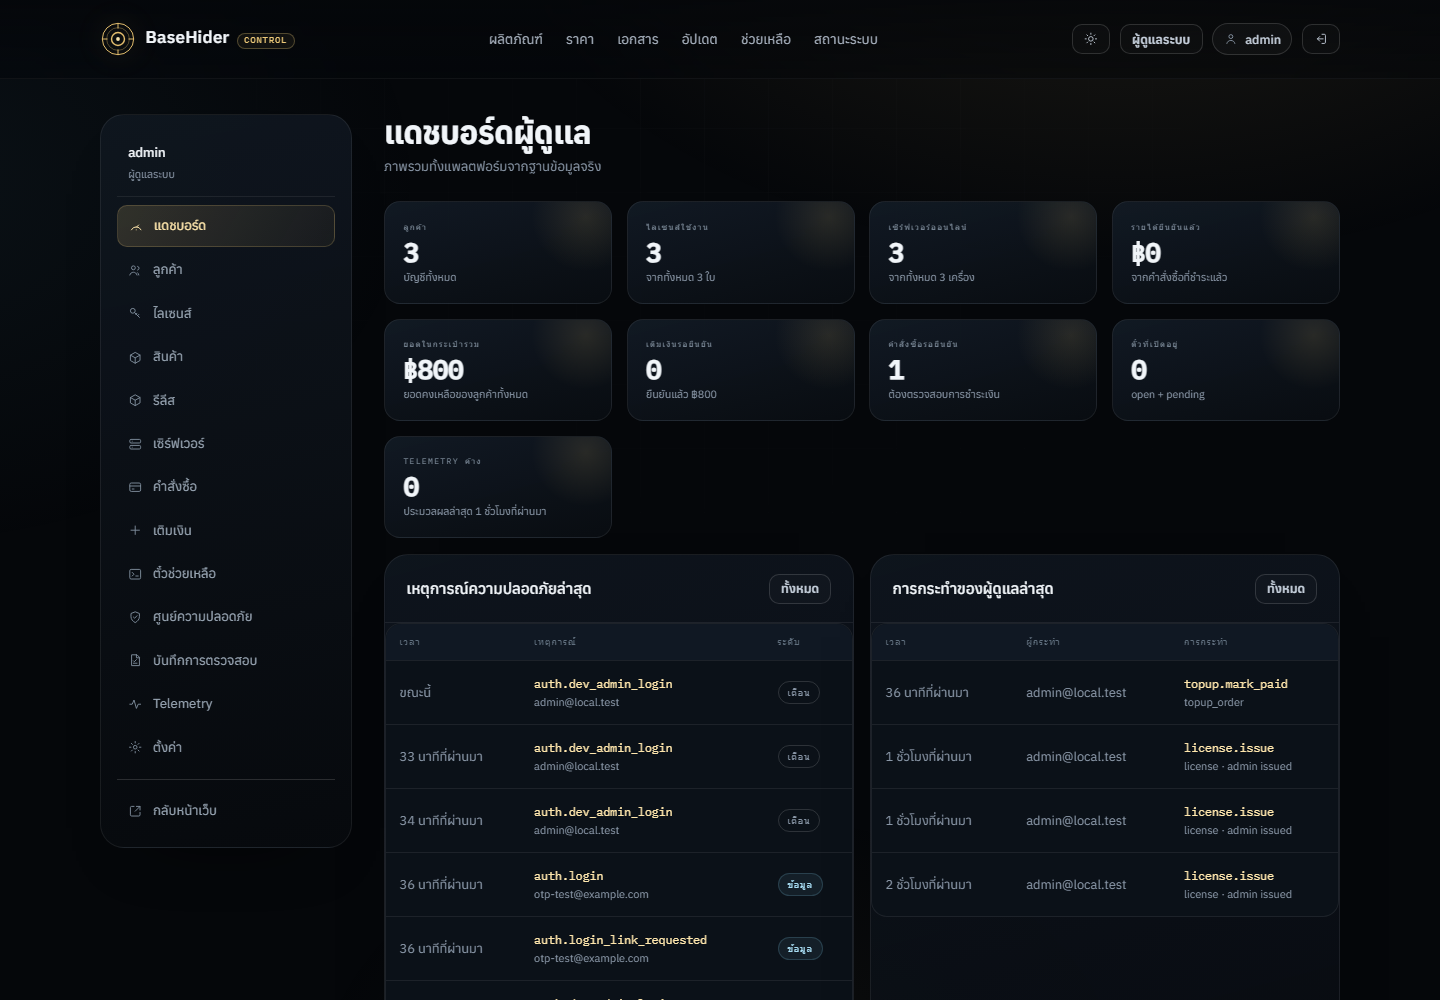 BaseHider CONTROL
ผลิตภัณฑ์ ราคา เอกสาร อัปเดต ช่วยเหลือ สถานะระบบ
ผู้ดูแลระบบ admin
admin
ผู้ดูแลระบบ
แดชบอร์ด
ลูกค้า
ไลเซนส์
สินค้า
รีลีส
เซิร์ฟเวอร์
คำสั่งซื้อ
เติมเงิน
ตั๋วช่วยเหลือ
ศูนย์ความปลอดภัย
บันทึกการตรวจสอบ
Telemetry
ตั้งค่า
กลับหน้าเว็บ
แดชบอร์ดผู้ดูแล
ภาพรวมทั้งแพลตฟอร์มจากฐานข้อมูลจริง
ลูกค้า
3
บัญชีทั้งหมด
ไลเซนส์ใช้งาน
3
จากทั้งหมด 3 ใบ
เซิร์ฟเวอร์ออนไลน์
3
จากทั้งหมด 3 เครื่อง
รายได้ยืนยันแล้ว
฿0
จากคำสั่งซื้อที่ชำระแล้ว
ยอดในกระเป๋ารวม
฿800
ยอดคงเหลือของลูกค้าทั้งหมด
เติมเงินรอยืนยัน
0
ยืนยันแล้ว ฿800
คำสั่งซื้อรอยืนยัน
1
ต้องตรวจสอบการชำระเงิน
ตั๋วที่เปิดอยู่
0
open + pending
TELEMETRY ค้าง
0
ประมวลผลล่าสุด 1 ชั่วโมงที่ผ่านมา
เหตุการณ์ความปลอดภัยล่าสุด ทั้งหมด
เวลา เหตุการณ์ ระดับ
ขณะนี้ auth.dev_admin_login เตือน
admin@local.test
33 นาทีที่ผ่านมา auth.dev_admin_login เตือน
admin@local.test
34 นาทีที่ผ่านมา auth.dev_admin_login เตือน
admin@local.test
36 นาทีที่ผ่านมา auth.login ข้อมูล
otp-test@example.com
36 นาทีที่ผ่านมา auth.login_link_requested ข้อมูล
otp-test@example.com
การกระทำของผู้ดูแลล่าสุด ทั้งหมด
เวลา ผู้กระทำ การกระทำ
36 นาทีที่ผ่านมา admin@local.test topup.mark_paid
topup_order
1 ชั่วโมงที่ผ่านมา admin@local.test license.issue
license · admin issued
1 ชั่วโมงที่ผ่านมา admin@local.test license.issue
license · admin issued
2 ชั่วโมงที่ผ่านมา admin@local.test license.issue
license · admin issued